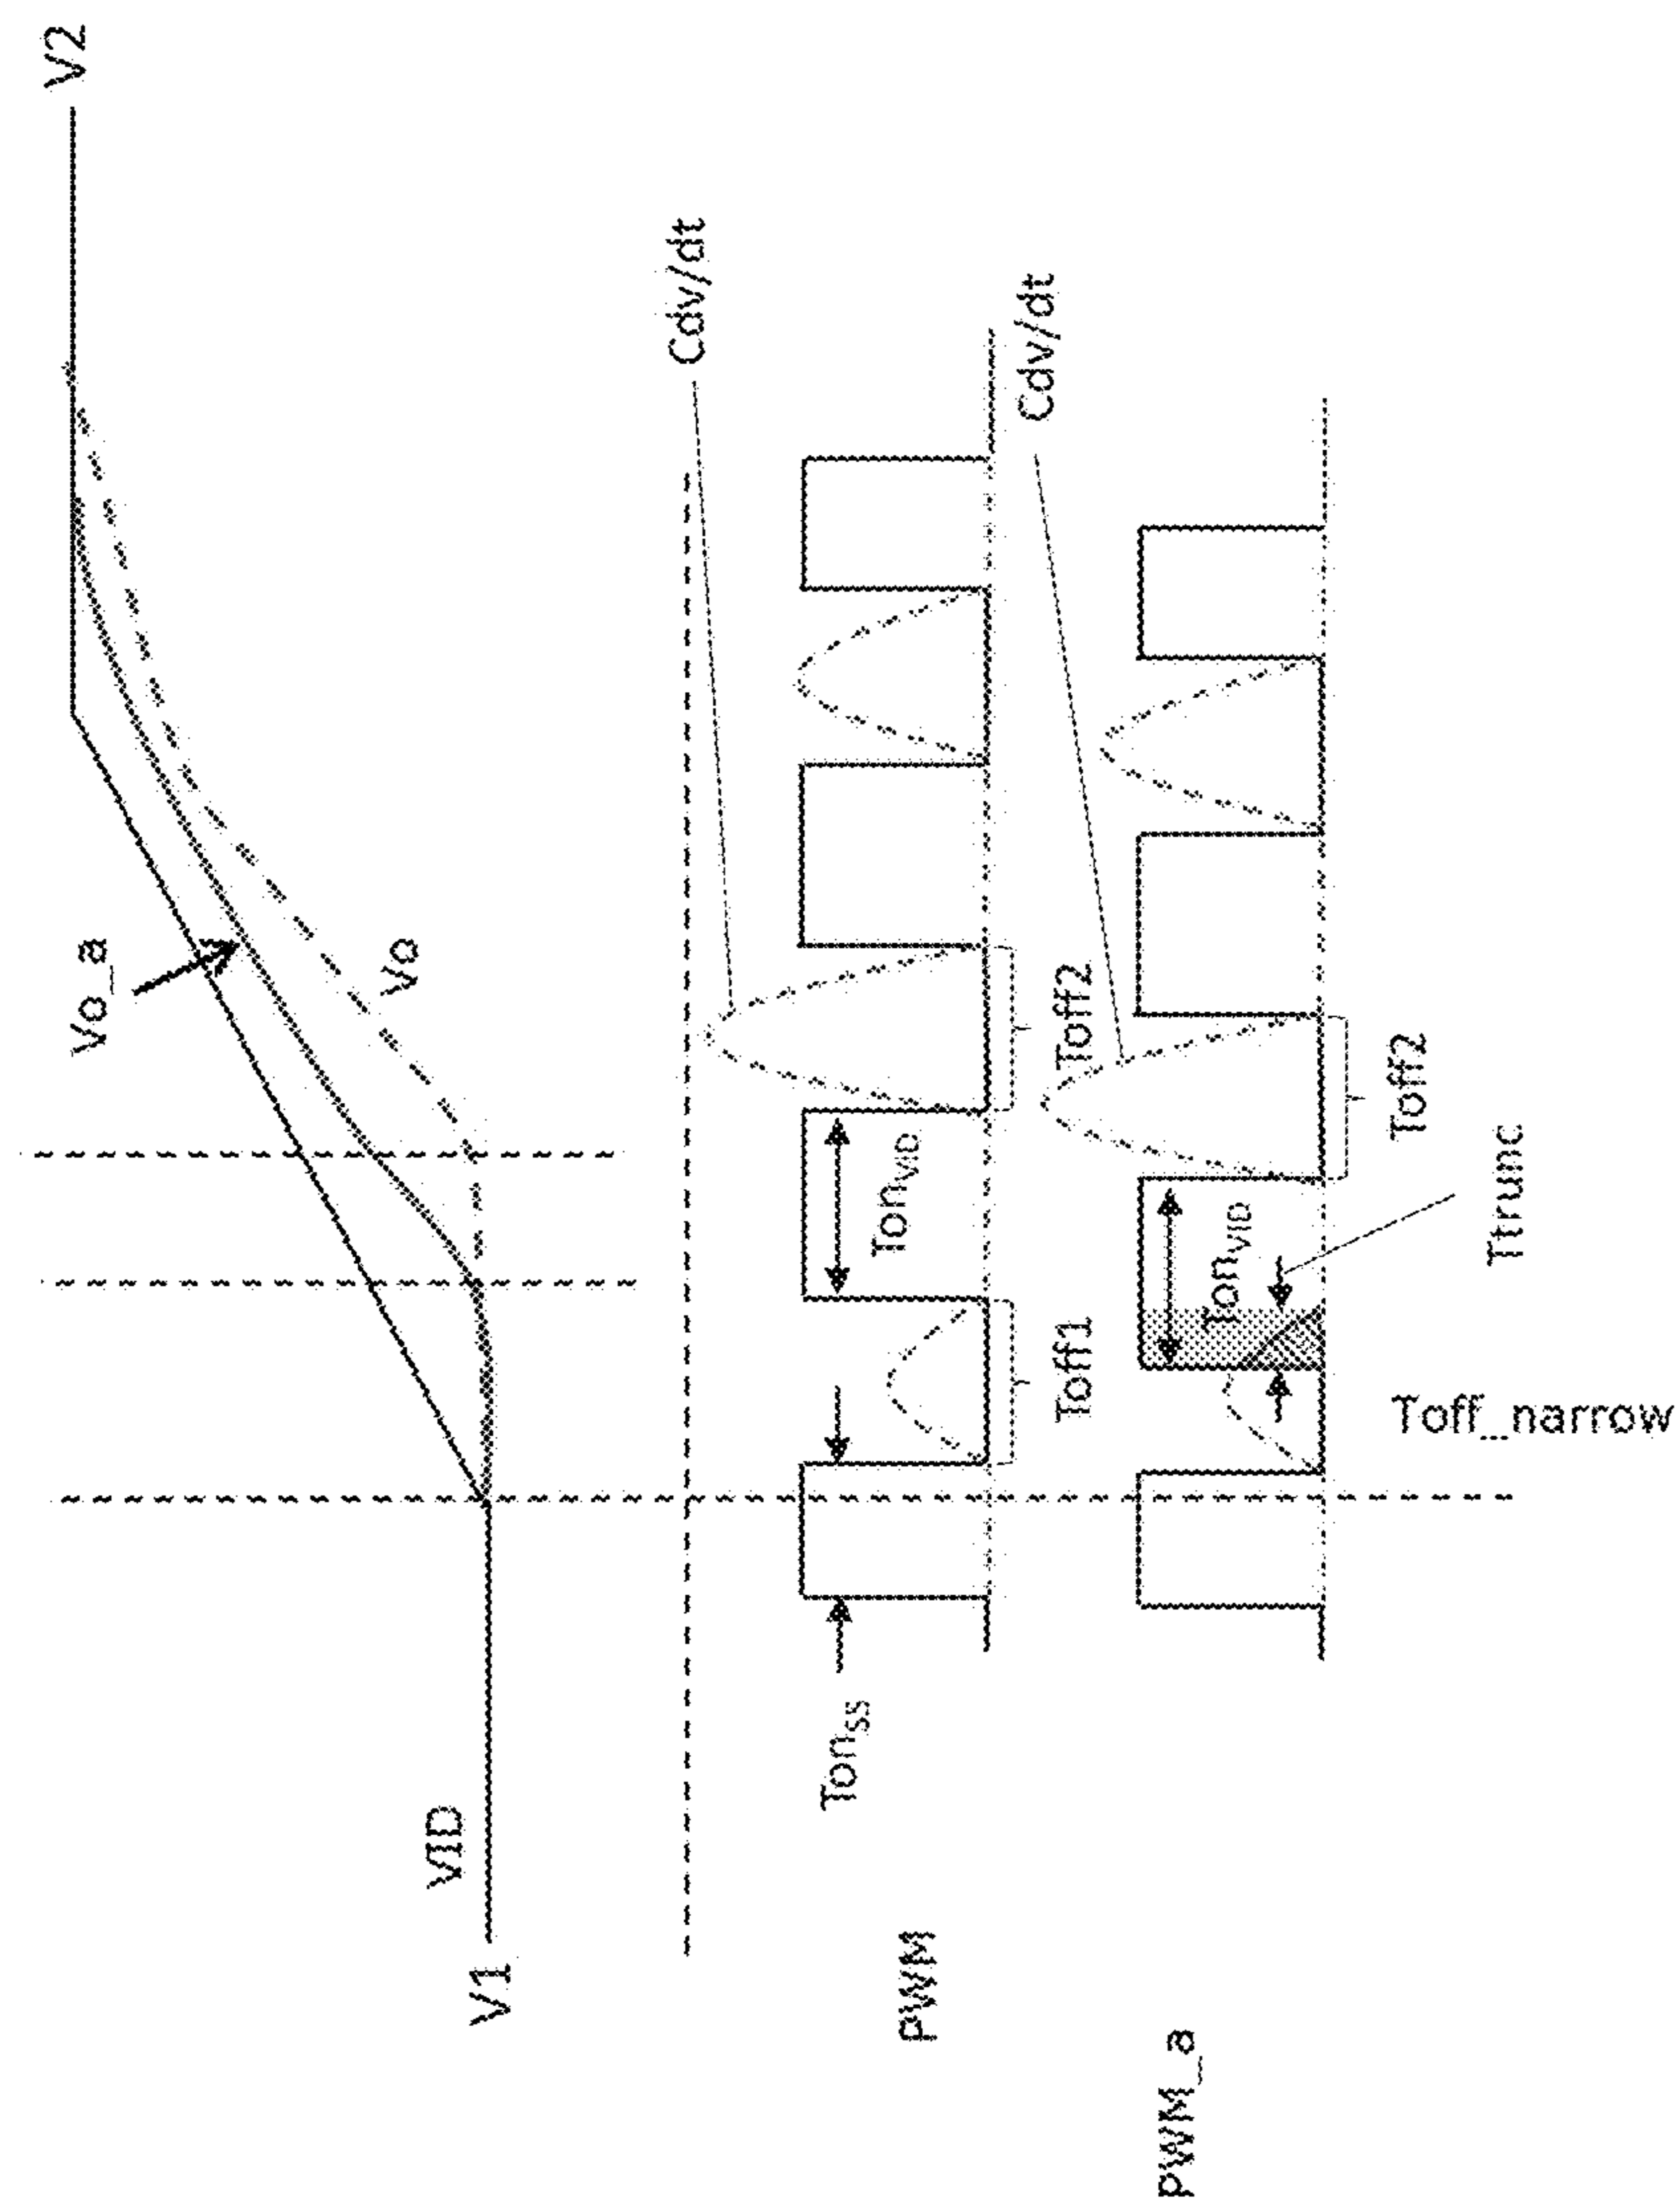 V2
Vo_a
Vo
VID
V1
Cdv/dt
PWM
Ton_SS
Ton_VID
Toff1
Toff2
Cdv/dt
PWM_a
Ton_VID
Toff2
Ttrunc
Toff_narrow